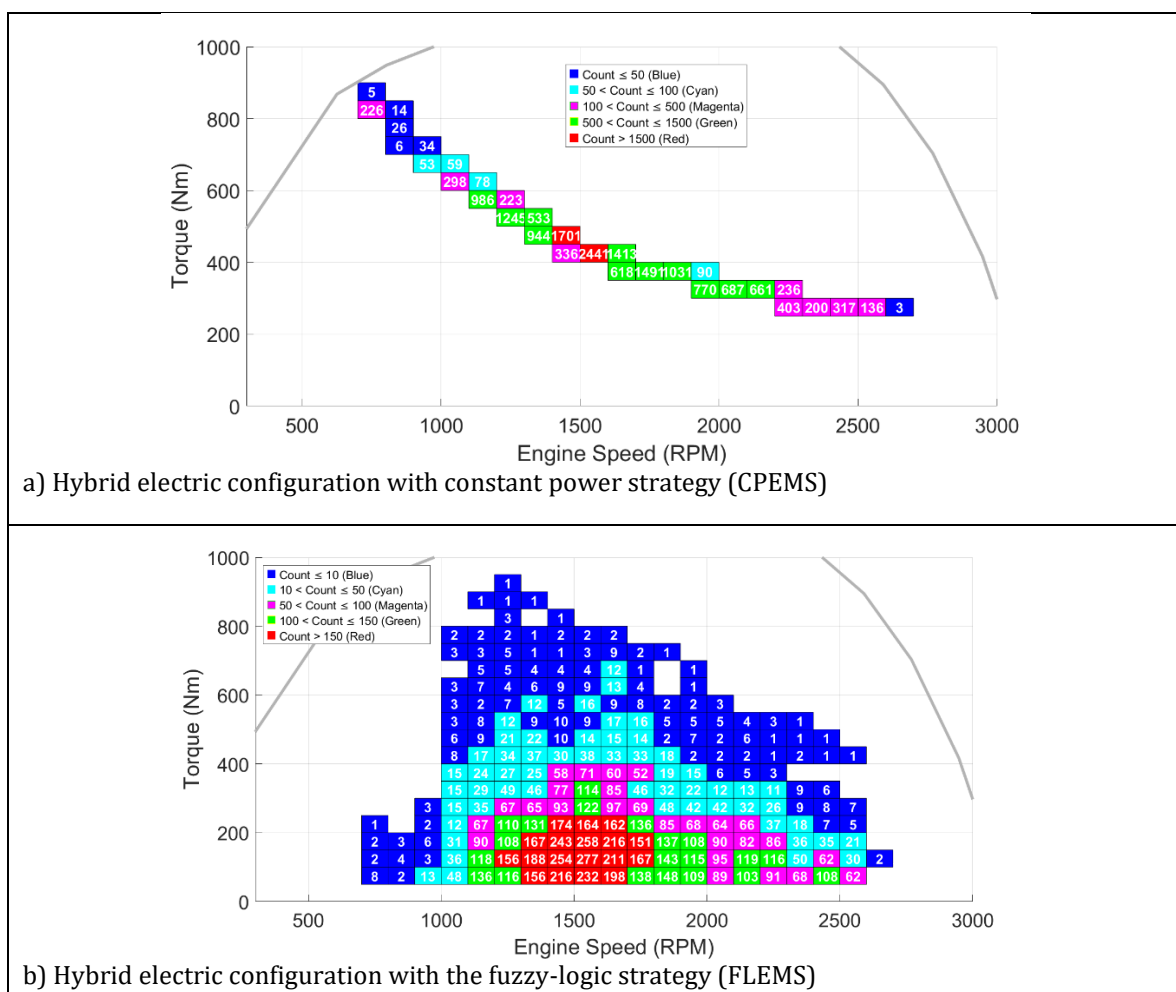 1000
800
600
400
200
0
Torque (Nm)
Count ≤ 50 (Blue)
50 < Count ≤ 100 (Cyan)
100 < Count ≤ 500 (Magenta)
500 < Count ≤ 1500 (Green)
Count > 1500 (Red)
5
226 14
26
6 34
53 59
298 78
986 223
1245 533
944 1701
336 2441 1413
618 1491 1031 90
770 687 661 236
403 200 317 136 3
500 1000 1500 2000 2500 3000
Engine Speed (RPM)
a) Hybrid electric configuration with constant power strategy (CPEMS)
1000
800
600
400
200
0
Torque (Nm)
Count ≤ 10 (Blue)
10 < Count ≤ 50 (Cyan)
50 < Count ≤ 100 (Magenta)
100 < Count ≤ 150 (Green)
Count > 150 (Red)
1
1 1 1
3 1
2 2 2 1 2 2 2
3 3 5 1 1 3 9 2 1
5 5 4 4 4 12 1 1
3 7 4 6 9 9 13 4 1
3 2 7 12 5 16 9 8 2 2 3
3 8 12 9 10 9 17 16 5 5 5 4 3 1
6 9 21 22 10 14 15 14 2 7 2 6 1 1 1
8 17 34 37 30 38 33 33 18 2 2 2 1 2 1 1
15 24 27 25 58 71 60 52 19 15 6 5 3
15 29 49 46 77 114 85 46 32 22 12 13 11 9 6
3 15 35 67 65 93 122 97 69 48 42 42 32 26 9 8 7
1 2 12 67 110 131 174 164 162 136 85 68 64 66 37 18 7 5
2 3 6 31 90 108 167 243 258 216 151 137 108 90 82 86 36 35 21
2 4 3 36 118 156 188 254 277 211 167 143 115 95 119 116 50 62 30 2
8 2 13 48 136 116 156 216 232 198 138 148 109 89 103 91 68 108 62
500 1000 1500 2000 2500 3000
Engine Speed (RPM)
b) Hybrid electric configuration with the fuzzy-logic strategy (FLEMS)